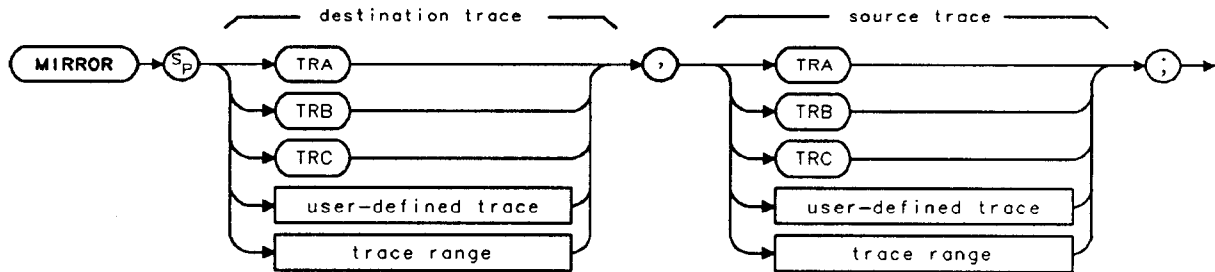 destination trace source trace
MIRROR SP TRA , TRA ;
TRB TRB
TRC TRC
user-defined trace user-defined trace
trace range trace range